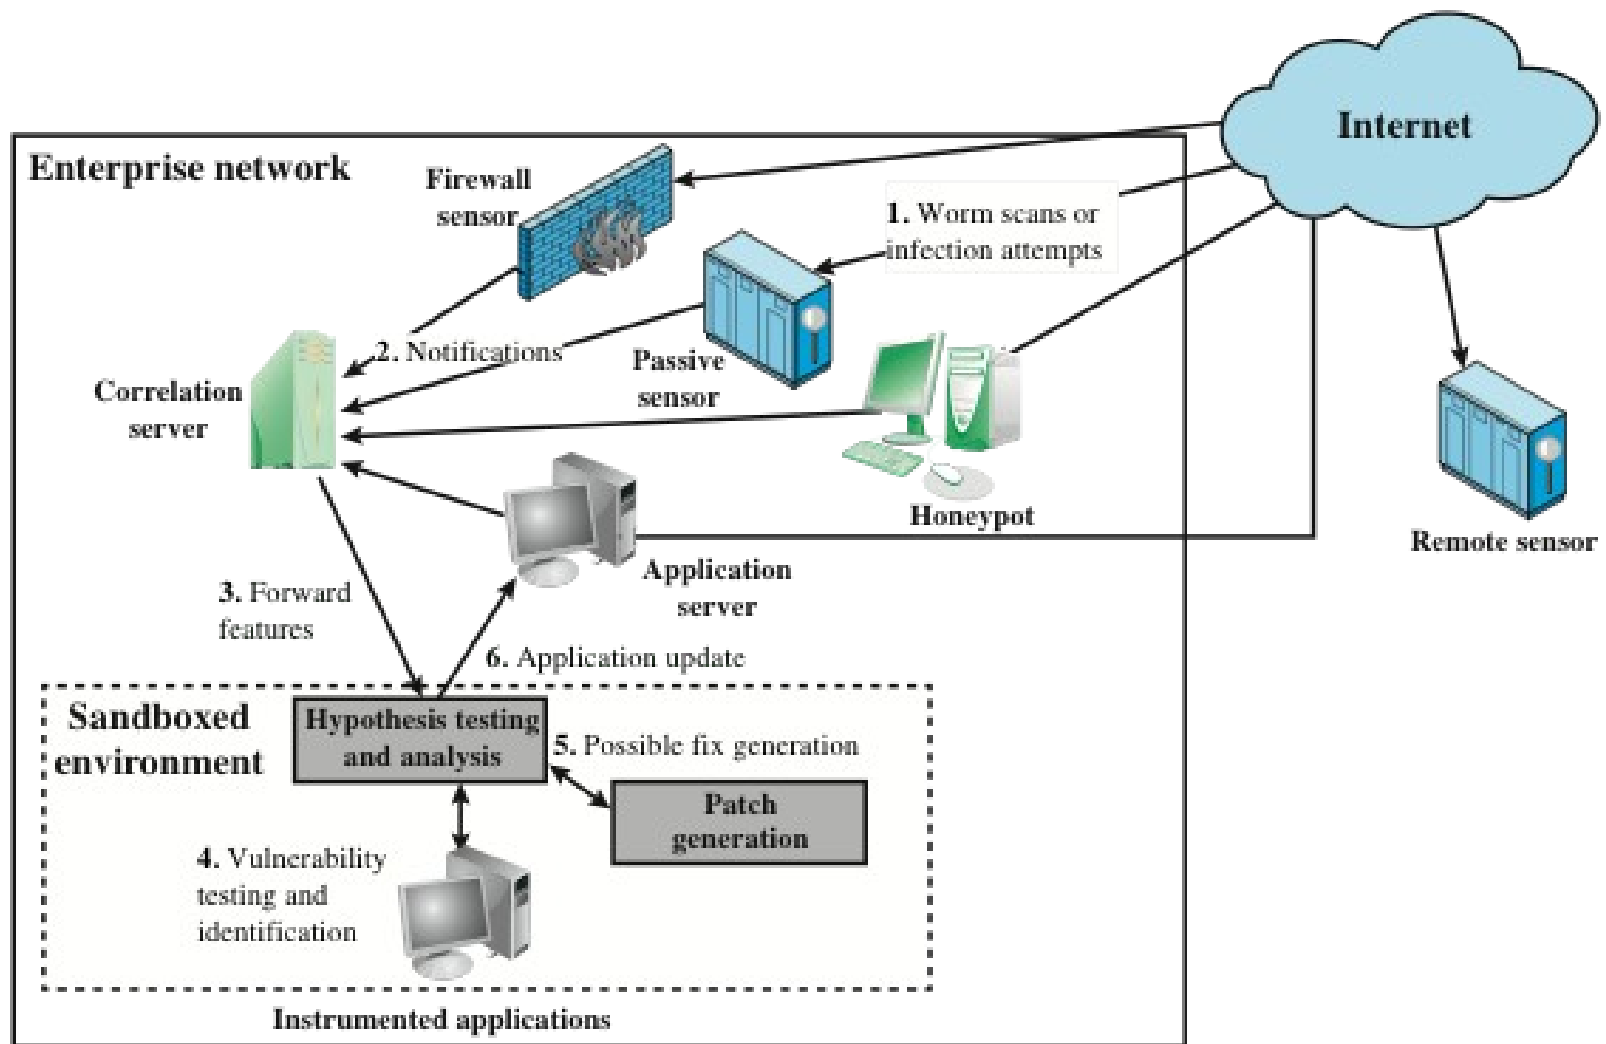 Internet
Enterprise network
Firewall
sensor
1. Worm scans or
infection attempts
2. Notifications
Passive
sensor
Correlation
server
Honeypot
Remote sensor
Application
server
3. Forward
features
6. Application update
Sandboxed
environment
Hypothesis testing
and analysis
5. Possible fix generation
Patch
generation
4. Vulnerability
testing and
identification
Instrumented applications